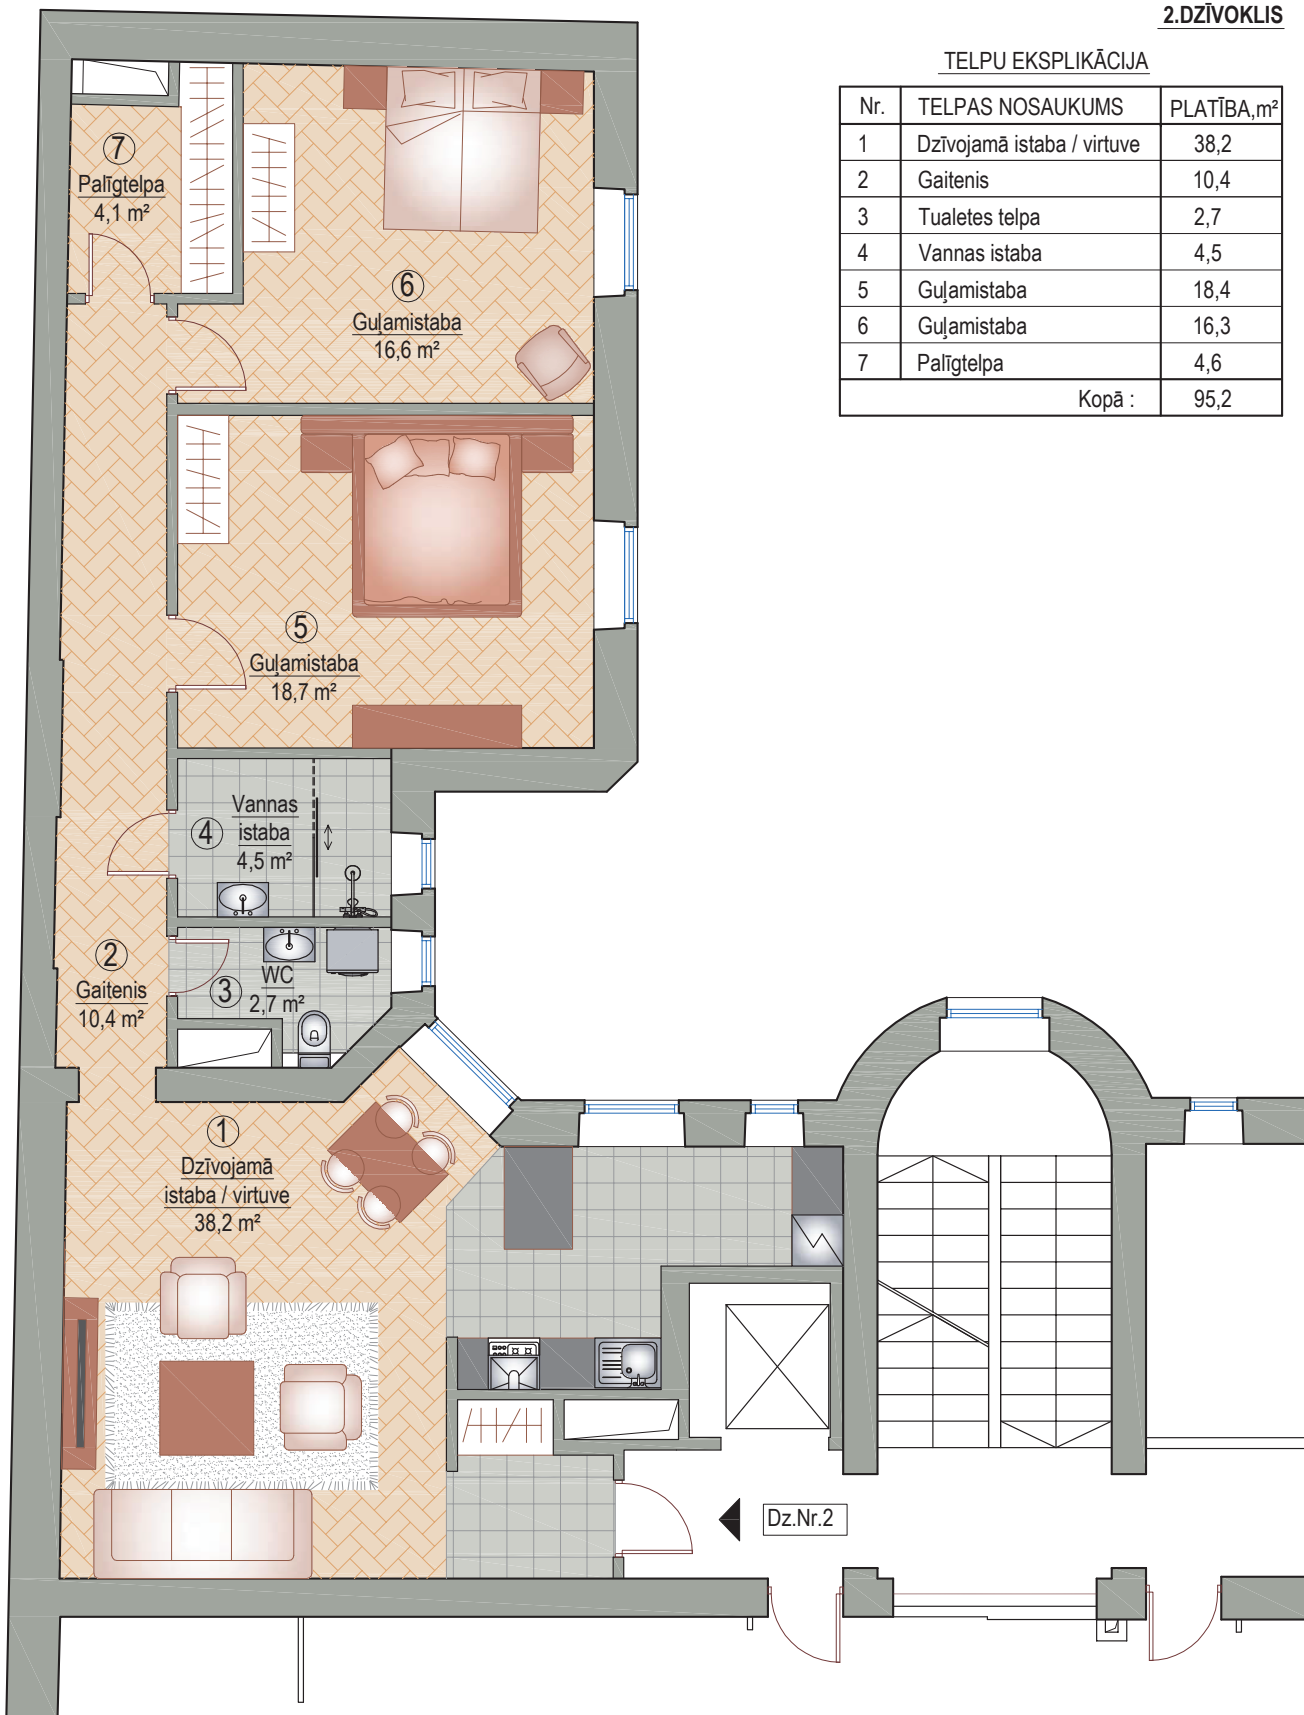 2.DZĪVOKLIS
TELPU EKSPLIKĀCIJA
Nr. TELPAS NOSAUKUMS PLATĪBA,m²
1 Dzīvojamā istaba / virtuve 38,2
2 Gaitenis 10,4
3 Tualetes telpa 2,7
4 Vannas istaba 4,5
5 Guļamistaba 18,4
6 Guļamistaba 16,3
7 Palīgtelpa 4,6
Kopā : 95,2
7
Palīgtelpa
4,1 m²
6
Guļamistaba
16,6 m²
5
Guļamistaba
18,7 m²
4
Vannas
istaba
4,5 m²
2
Gaitenis
10,4 m²
3
WC
2,7 m²
1
Dzīvojamā
istaba / virtuve
38,2 m²
Dz.Nr.2